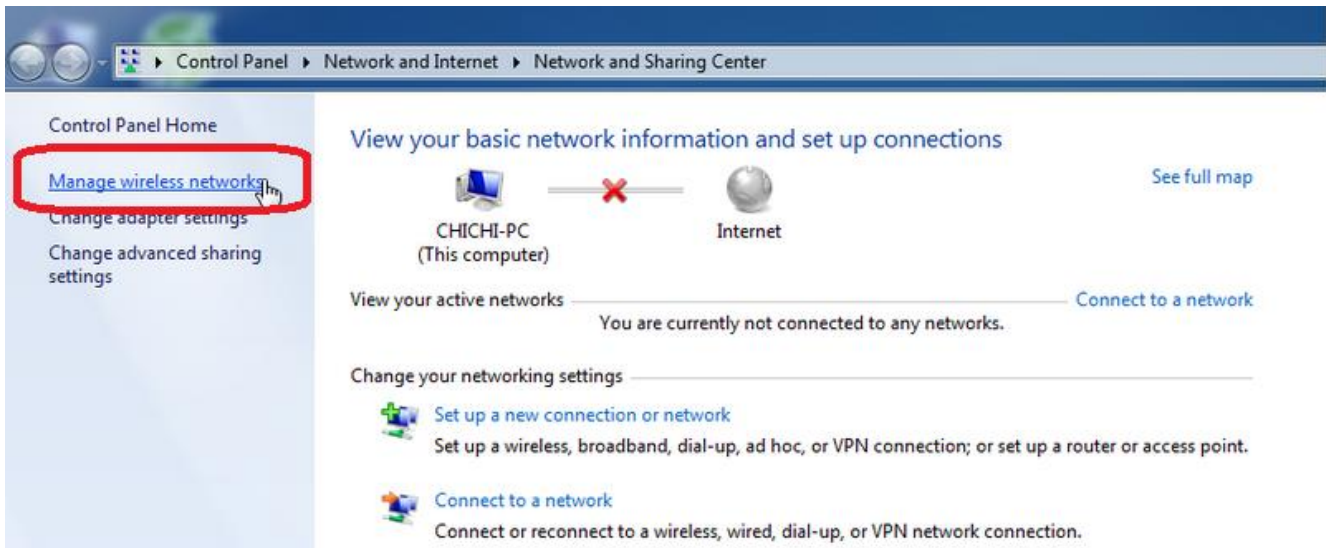 Control Panel ▸ Network and Internet ▸ Network and Sharing Center
Control Panel Home
Manage wireless networks
Change adapter settings
Change advanced sharing
settings
View your basic network information and set up connections
See full map
CHICHI-PC
(This computer)
Internet
View your active networks
Connect to a network
You are currently not connected to any networks.
Change your networking settings
Set up a new connection or network
Set up a wireless, broadband, dial-up, ad hoc, or VPN connection; or set up a router or access point.
Connect to a network
Connect or reconnect to a wireless, wired, dial-up, or VPN network connection.